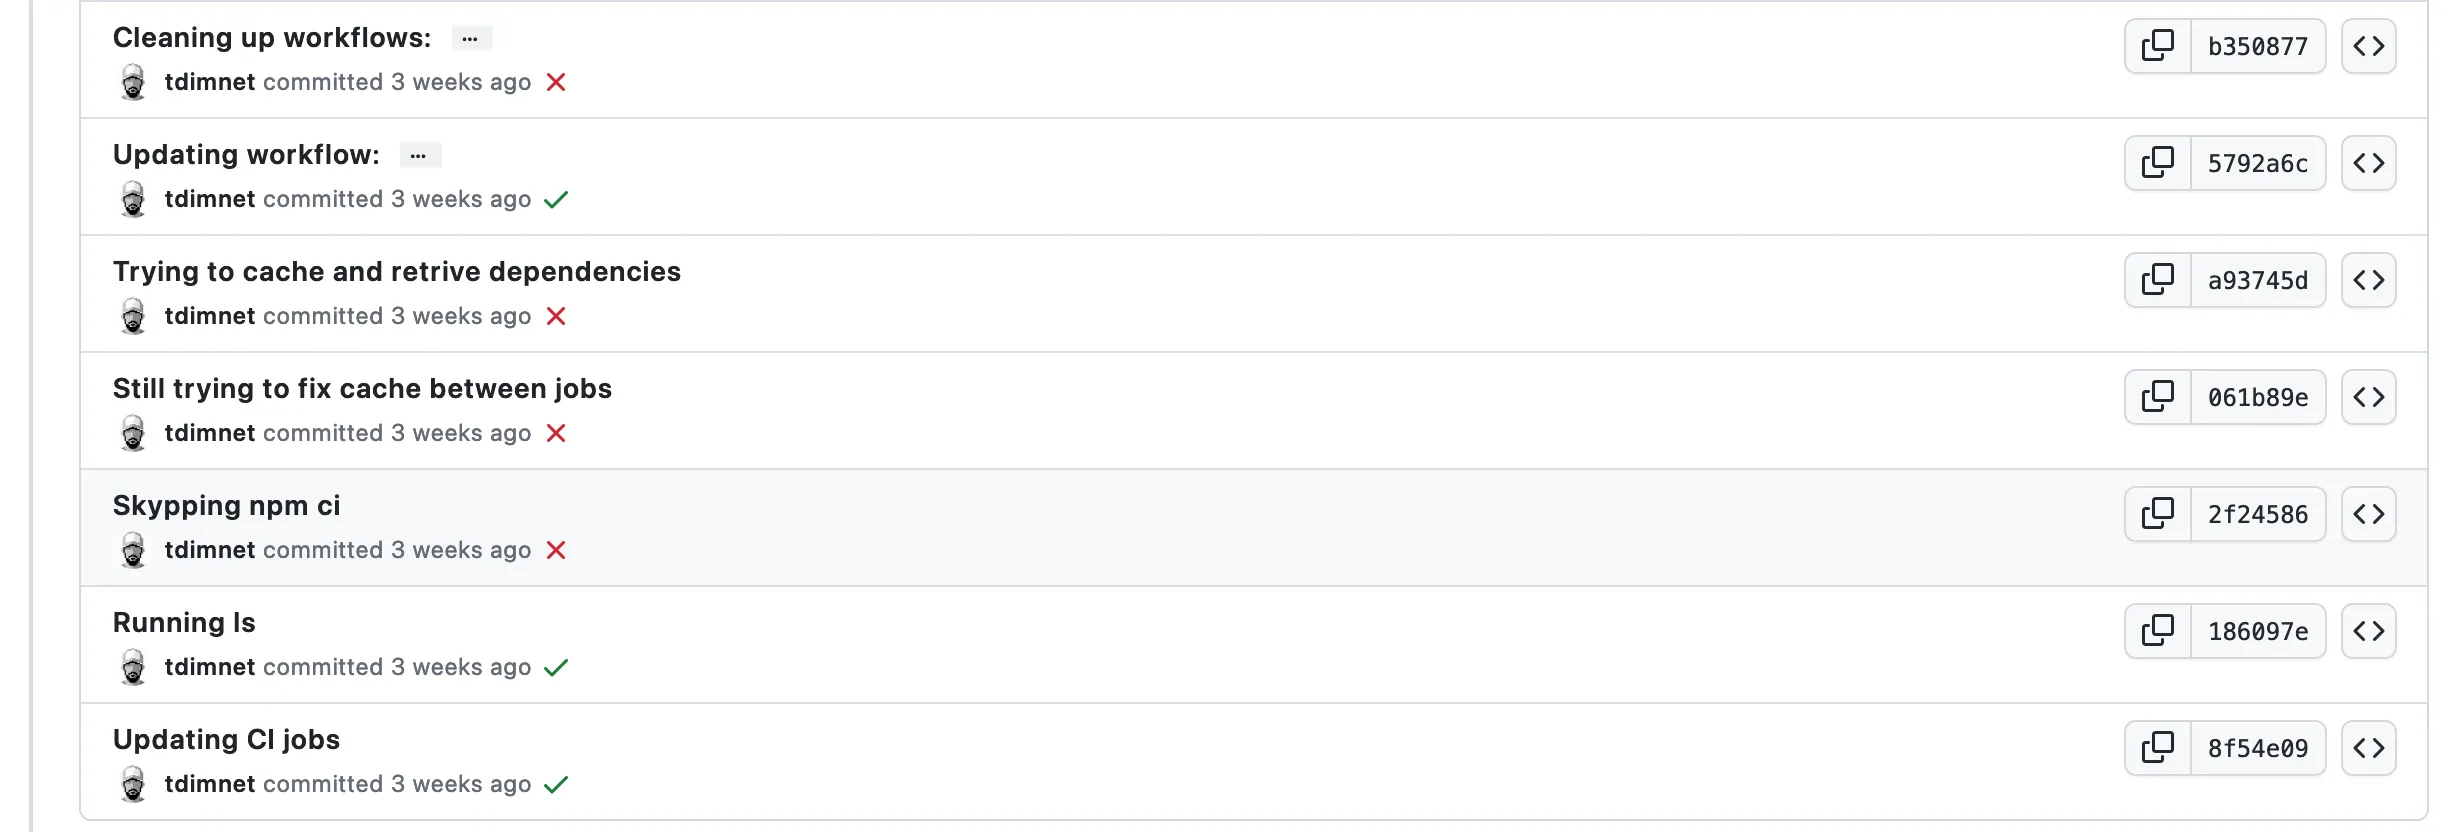 Cleaning up workflows: …
tdimnet committed 3 weeks ago
b350877
Updating workflow: …
tdimnet committed 3 weeks ago
5792a6c
Trying to cache and retrive dependencies
tdimnet committed 3 weeks ago
a93745d
Still trying to fix cache between jobs
tdimnet committed 3 weeks ago
061b89e
Skypping npm ci
tdimnet committed 3 weeks ago
2f24586
Running ls
tdimnet committed 3 weeks ago
186097e
Updating CI jobs
tdimnet committed 3 weeks ago
8f54e09